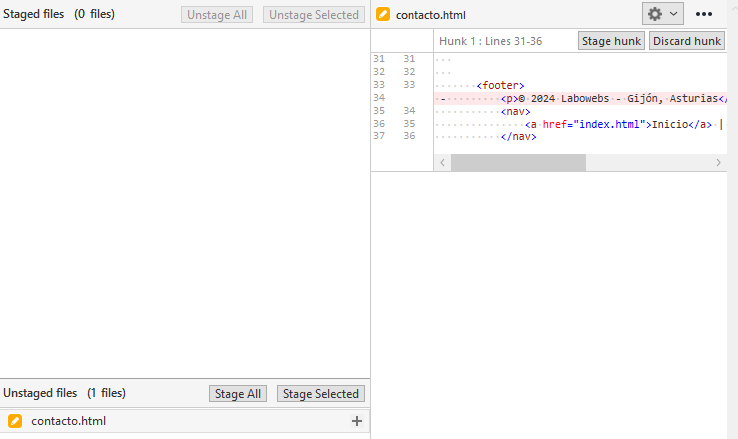 Staged files (0 files) Unstage All Unstage Selected
Unstaged files (1 files) Stage All Stage Selected
contacto.html +
contacto.html •••
Hunk 1 : Lines 31-36 Stage hunk Discard hunk
31 31
32 32
33 33 <footer>
34 - <p>© 2024 Labowebs - Gijón, Asturias</
35 34 <nav>
36 35 <a href="index.html">Inicio</a> |
37 36 </nav>